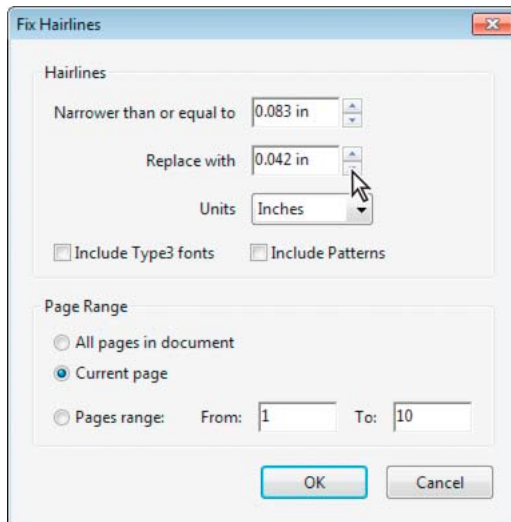 Fix Hairlines
Hairlines
Narrower than or equal to 0.083 in
Replace with 0.042 in
Units Inches
Include Type3 fonts Include Patterns
Page Range
All pages in document
Current page
Pages range: From: 1 To: 10
OK Cancel